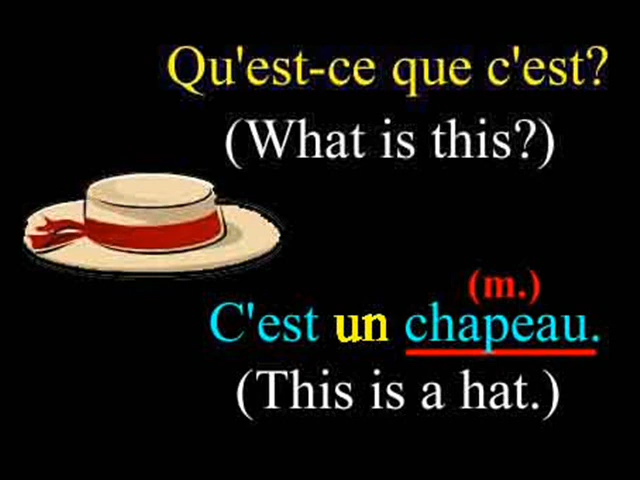 Qu'est-ce que c'est?
(What is this?)
(m.)
C'est un chapeau.
(This is a hat.)